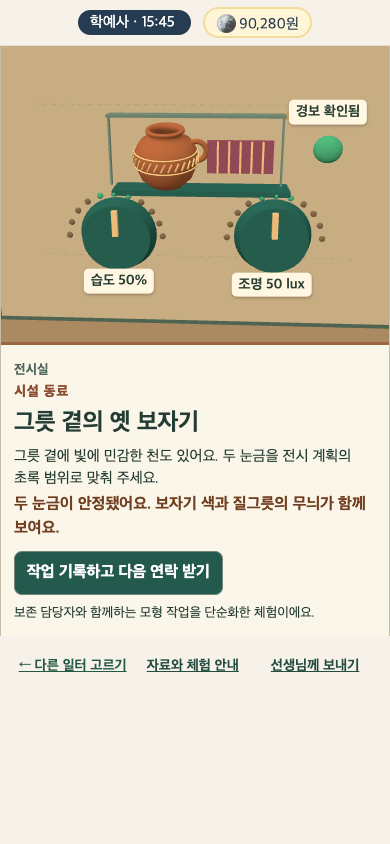 학예사 · 15:45
90,280원
경보 확인됨
습도 50%
조명 50 lux
전시실
시설 동료
그릇 곁의 옛 보자기
그릇 곁에 빛에 민감한 천도 있어요. 두 눈금을 전시 계획의
초록 범위로 맞춰 주세요.
두 눈금이 안정됐어요. 보자기 색과 질그릇의 무늬가 함께
보여요.
작업 기록하고 다음 연락 받기
보존 담당자와 함께하는 모형 작업을 단순화한 체험이에요.
← 다른 일터 고르기
자료와 체험 안내
선생님께 보내기